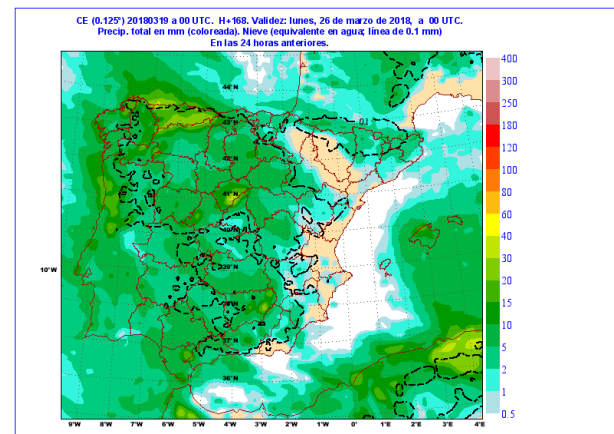 CE (0.125°) 20180319 a 00 UTC. H+168. Validez: lunes, 26 de marzo de 2018, a 00 UTC.
Precip. total en mm (coloreada). Nieve (equivalente en agua; línea de 0.1 mm)
En las 24 horas anteriores.
400
300
250
180
120
100
80
60
40
30
20
15
10
5
2
1
0.5
44°N
43°N
42°N
41°N
39°N
37°N
36°N
10°W
9°W 8°W 7°W 6°W 5°W 4°W 3°W 2°W 1°W 0° 1°E 2°E 3°E 4°E